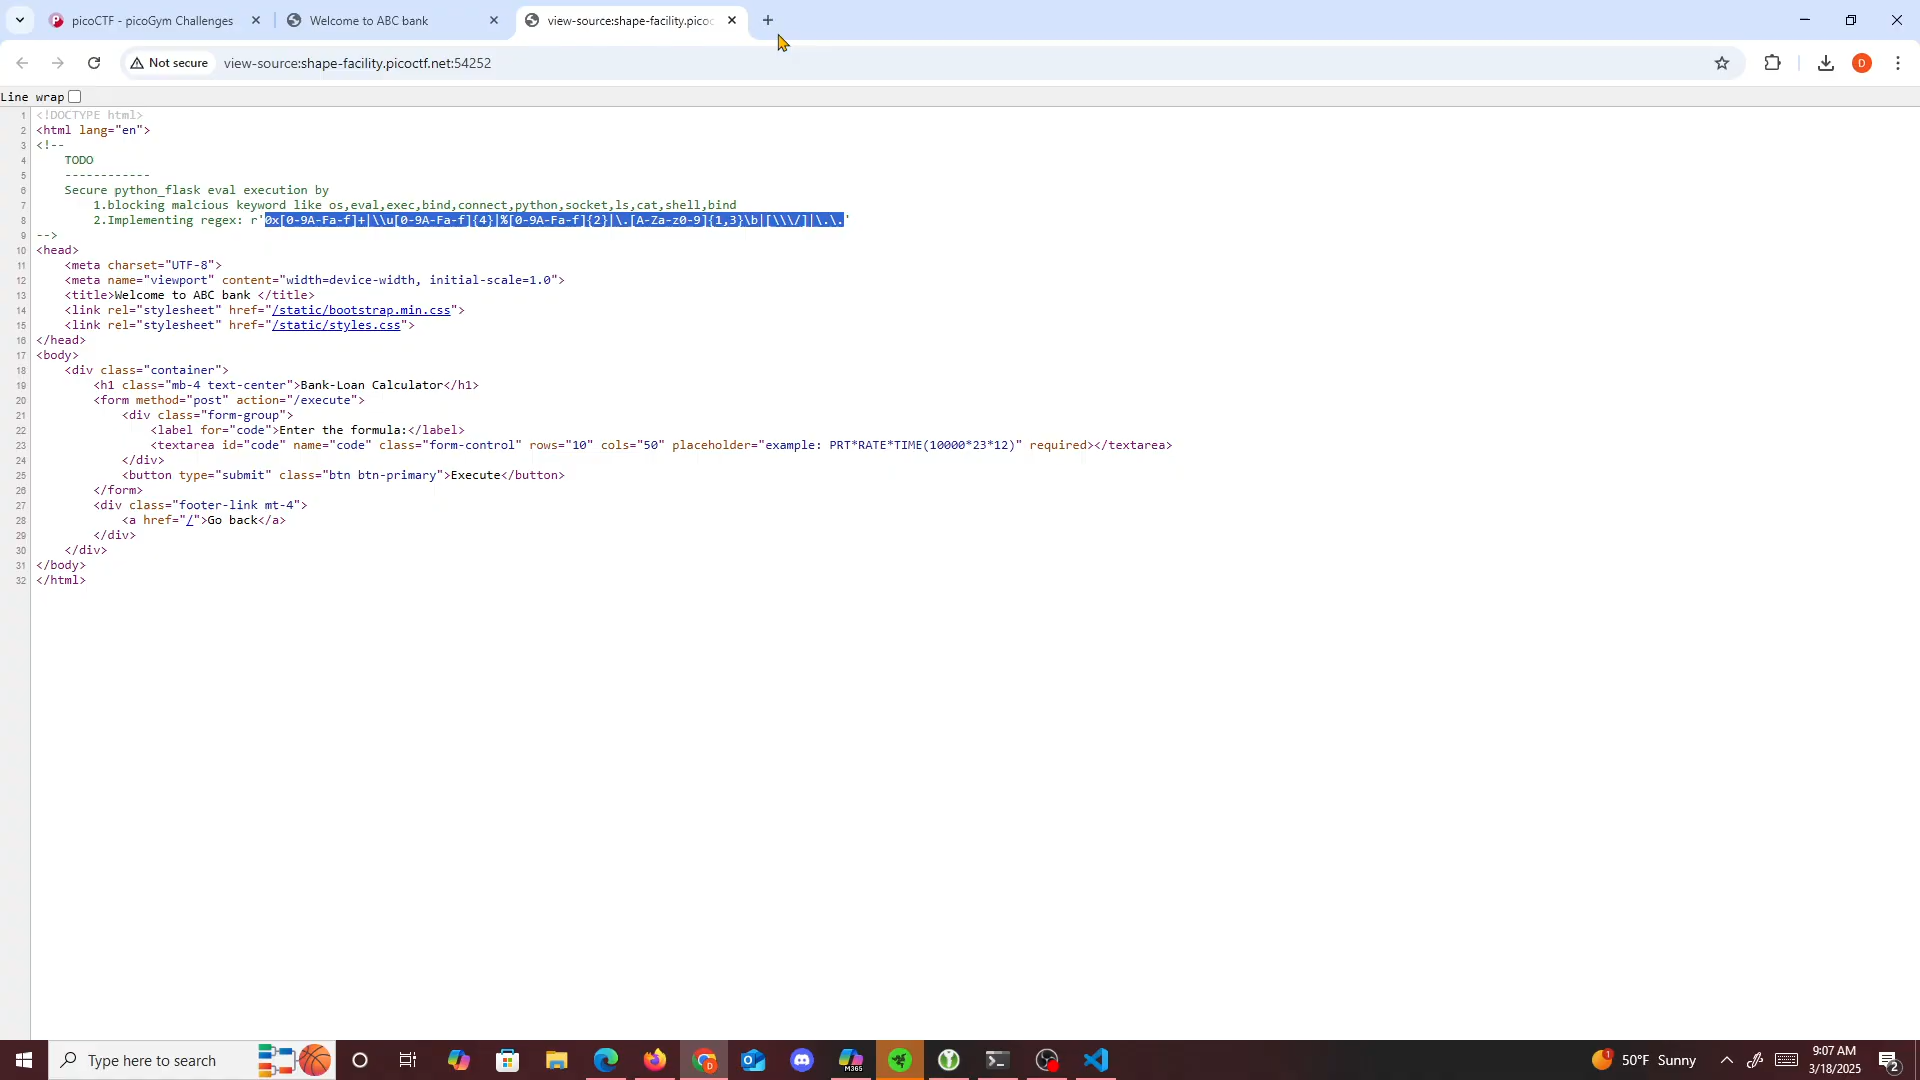 picoCTF - picoGym Challenges
Welcome to ABC bank
view-source:shape-facility.picoc
Not secure
view-source:shape-facility.picoctf.net:54252
D
Line wrap
1 <!DOCTYPE html>
2 <html lang="en">
3 <!--
4 TODO
5 ------------
6 Secure python_flask eval execution by
7 1.blocking malcious keyword like os,eval,exec,bind,connect,python,socket,ls,cat,shell,bind
8 2.Implementing regex: r'0x[0-9A-Fa-f]+|\\u[0-9A-Fa-f]{4}|%[0-9A-Fa-f]{2}|\.[A-Za-z0-9]{1,3}\b|[\\\/]|\.\.'
9 -->
10 <head>
11 <meta charset="UTF-8">
12 <meta name="viewport" content="width=device-width, initial-scale=1.0">
13 <title>Welcome to ABC bank </title>
14 <link rel="stylesheet" href="/static/bootstrap.min.css">
15 <link rel="stylesheet" href="/static/styles.css">
16 </head>
17 <body>
18 <div class="container">
19 <h1 class="mb-4 text-center">Bank-Loan Calculator</h1>
20 <form method="post" action="/execute">
21 <div class="form-group">
22 <label for="code">Enter the formula:</label>
23 <textarea id="code" name="code" class="form-control" rows="10" cols="50" placeholder="example: PRT*RATE*TIME(10000*23*12)" required></textarea>
24 </div>
25 <button type="submit" class="btn btn-primary">Execute</button>
26 </form>
27 <div class="footer-link mt-4">
28 <a href="/">Go back</a>
29 </div>
30 </div>
31 </body>
32 </html>
Type here to search
D
M365
1
50°F Sunny
9:07 AM
3/18/2025
2